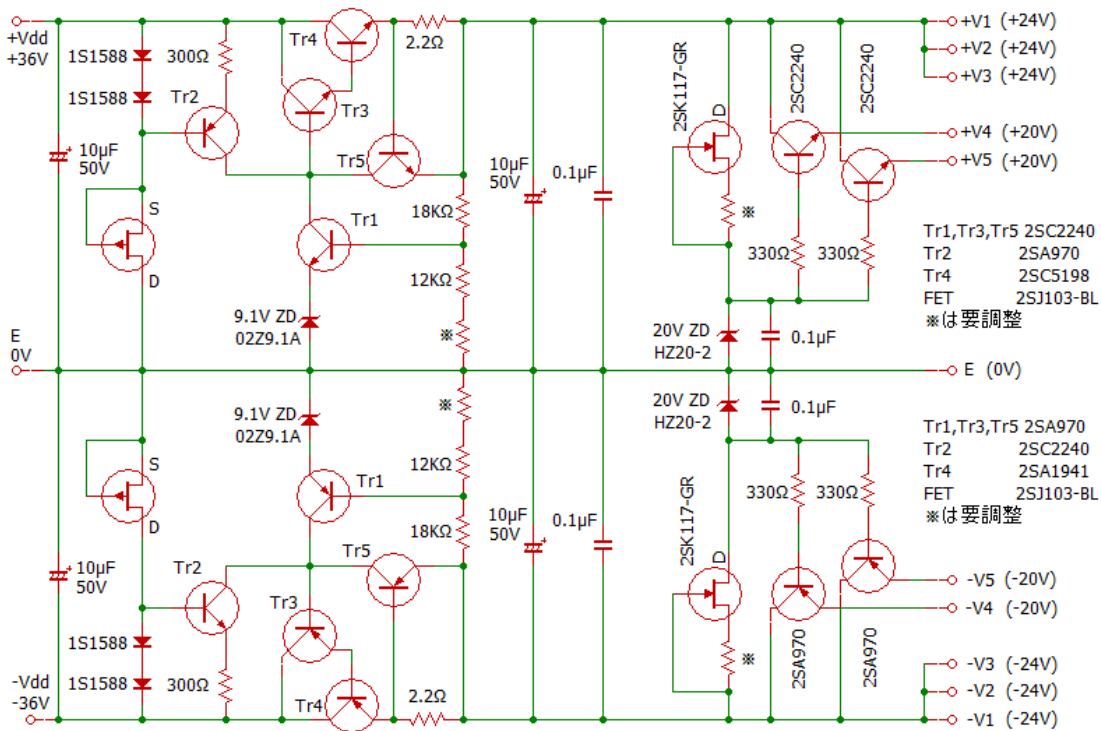 +Vdd
+36V
1S1588
1S1588
300Ω
Tr2
Tr4
Tr3
2.2Ω
Tr5
10μF
50V
S
D
Tr1
18KΩ
12KΩ
※
9.1V ZD
02Z9.1A
10μF
50V
0.1μF
2SK117-GR
D
※
2SC2240
2SC2240
330Ω
330Ω
20V ZD
HZ20-2
0.1μF
+V1 (+24V)
+V2 (+24V)
+V3 (+24V)
+V4 (+20V)
+V5 (+20V)
Tr1,Tr3,Tr5 2SC2240
Tr2 2SA970
Tr4 2SC5198
FET 2SJ103-BL
※は要調整
E
0V
E (0V)
9.1V ZD
02Z9.1A
※
12KΩ
18KΩ
S
D
Tr1
Tr5
Tr2
Tr3
Tr4
10μF
50V
1S1588
1S1588
300Ω
2.2Ω
-Vdd
-36V
10μF
50V
0.1μF
20V ZD
HZ20-2
0.1μF
330Ω
330Ω
2SK117-GR
D
※
2SA970
2SA970
Tr1,Tr3,Tr5 2SA970
Tr2 2SC2240
Tr4 2SA1941
FET 2SJ103-BL
※は要調整
-V5 (-20V)
-V4 (-20V)
-V3 (-24V)
-V2 (-24V)
-V1 (-24V)